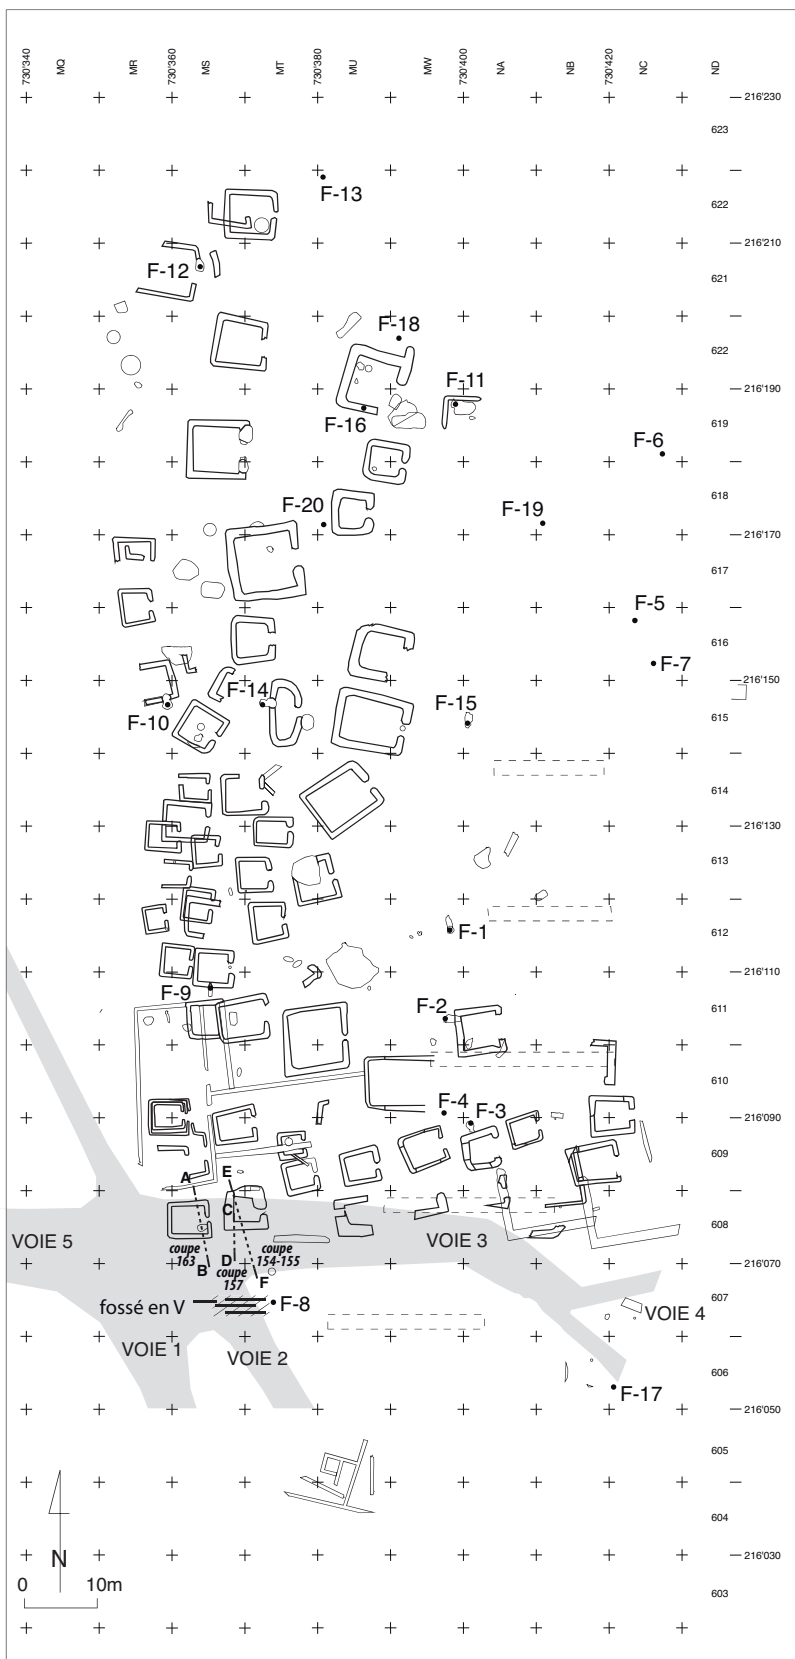 730'340
MQ
MR
730'360
MS
MT
730'380
MU
MW
730'400
NA
NB
730'420
NC
ND
216'230
623
F-13
622
216'210
F-12
621
F-18
622
216'190
F-11
F-16
619
F-6
618
F-20
F-19
216'170
617
F-5
616
F-7
216'150
F-14
F-10
F-15
615
614
216'130
613
F-1
612
216'110
F-9
F-2
611
610
F-4
F-3
216'090
609
A
E
C
608
VOIE 5
coupe
163
B
D
coupe
157
coupe
154-155
F
VOIE 3
216'070
fossé en V
F-8
607
VOIE 4
VOIE 1
VOIE 2
606
F-17
216'050
605
604
N
216'030
0
10m
603